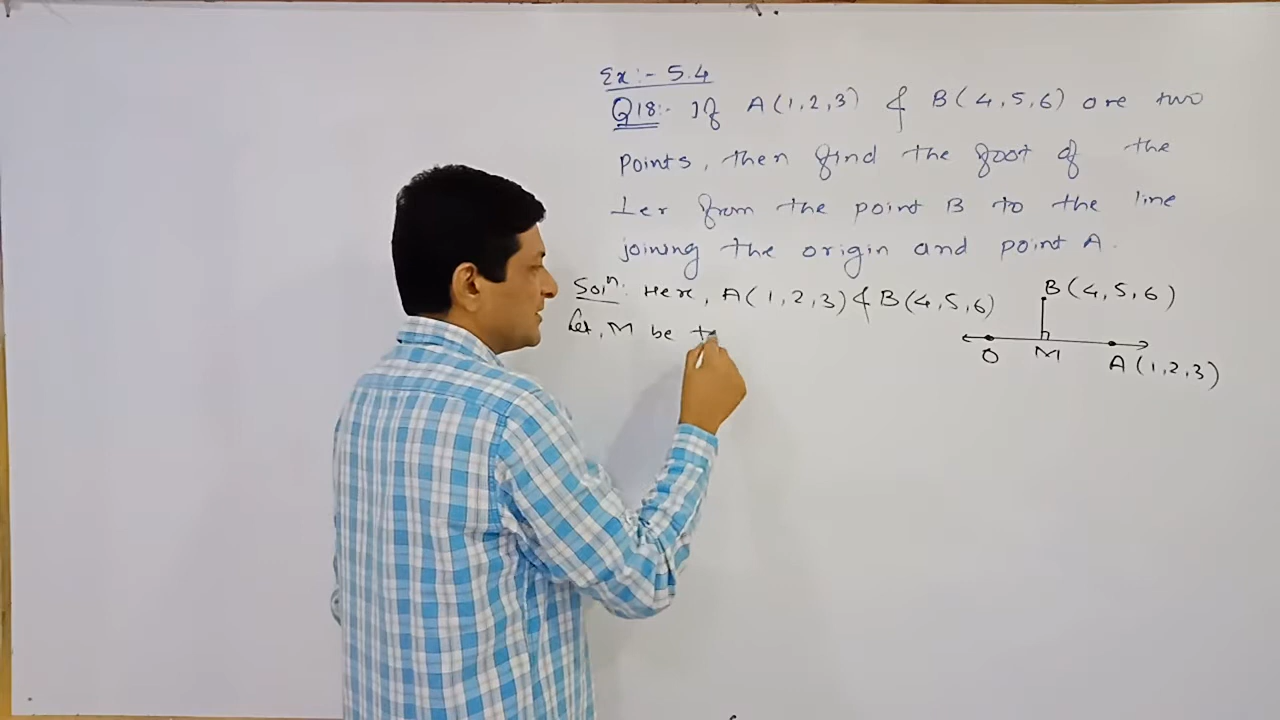 Ex:- 5.4
Q18:- If A(1,2,3) & B(4,5,6) are two
points, then find the foot of the
⊥er from the point B to the line
joining the origin and point A.
Soln: Here, A(1,2,3) & B(4,5,6)
Let, M be t
B(4,5,6)
O M A(1,2,3)